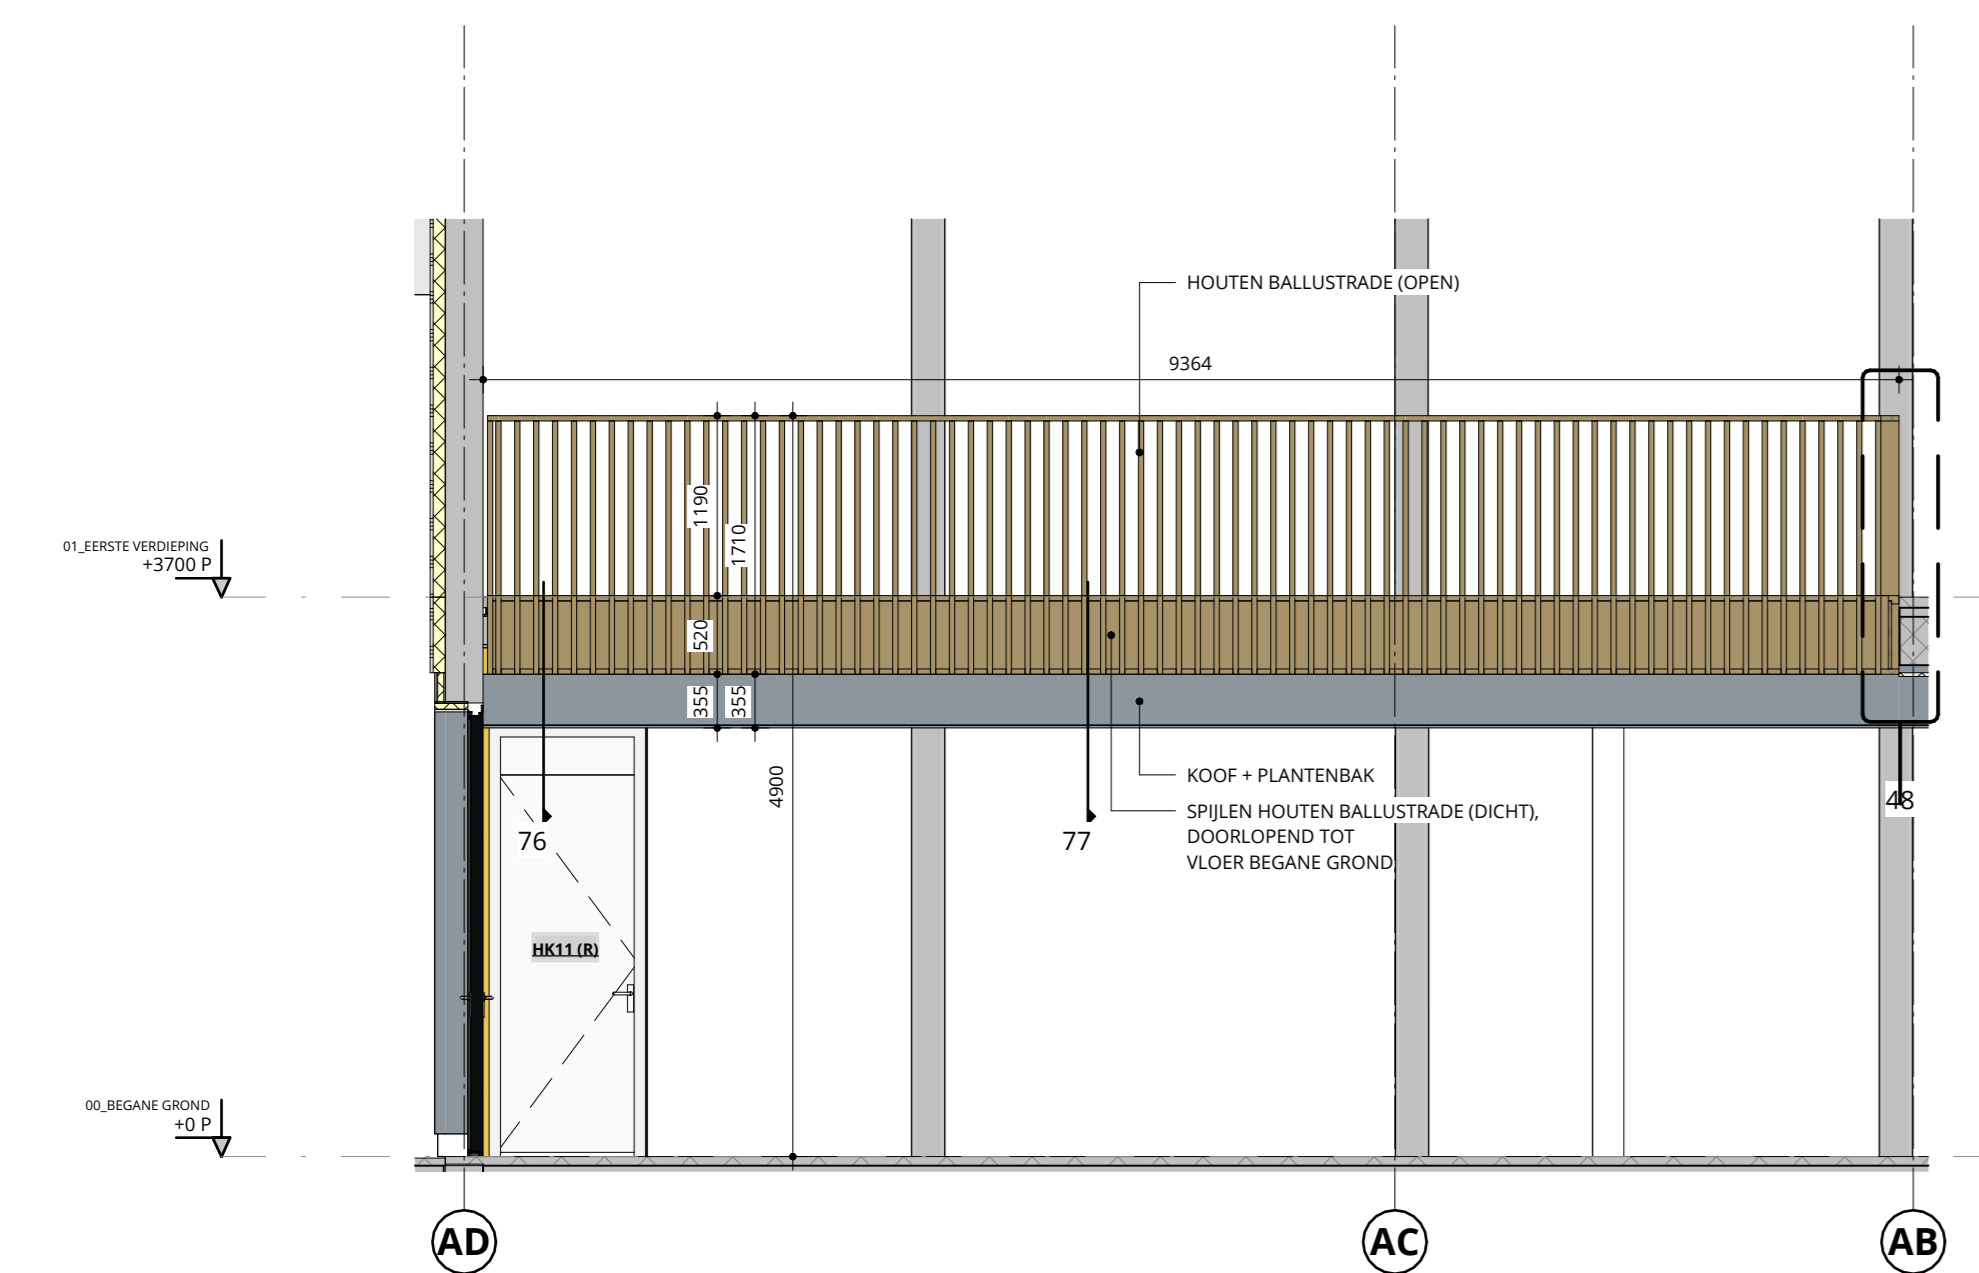 HOUTEN BALLUSTRADE (OPEN)
9364
1190
1710
01_EERSTE VERDIEPING
+3700 P
520
355
355
4900
KOOF + PLANTENBAK
48
SPIJLEN HOUTEN BALLUSTRADE (DICHT),
DOORLOPEND TOT
VLOER BEGANE GROND
76
77
HK11 (R)
00_BEGANE GROND
+0 P
AD
AC
AB